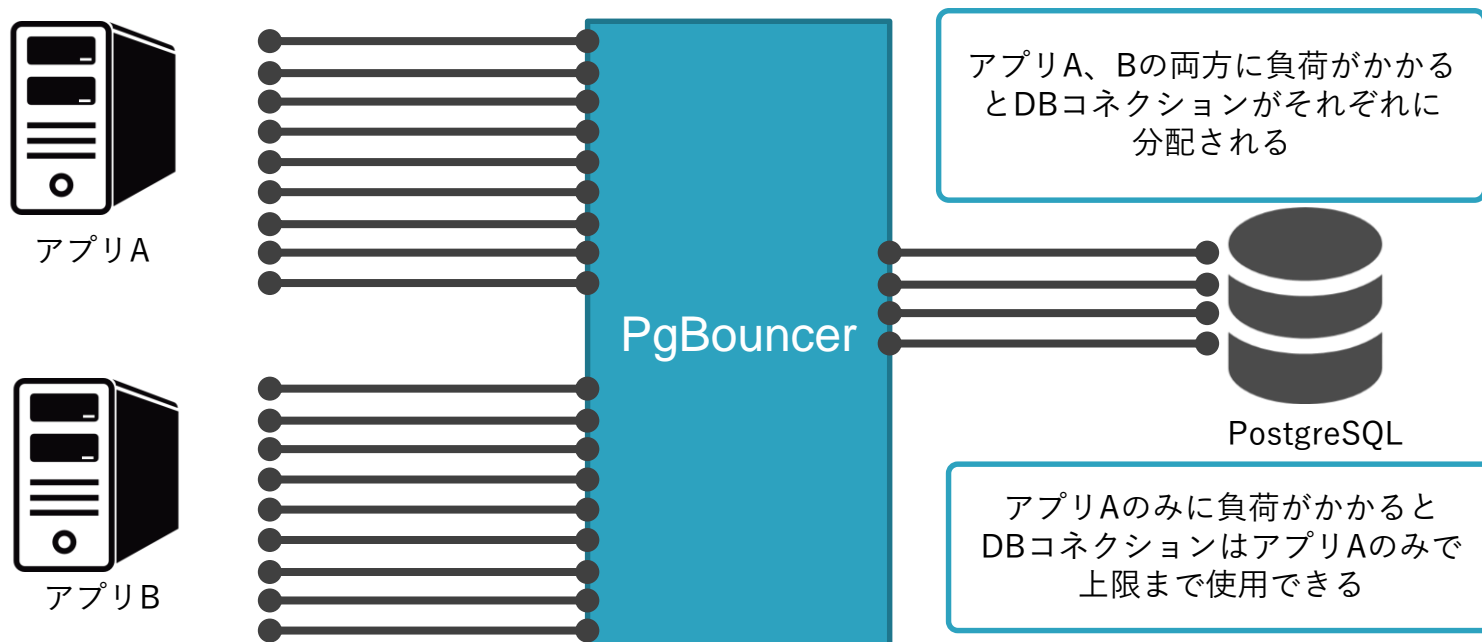 アプリA、Bの両方に負荷がかかる
とDBコネクションがそれぞれに
分配される
アプリA
PgBouncer
PostgreSQL
アプリAのみに負荷がかかると
DBコネクションはアプリAのみで
上限まで使用できる
アプリB